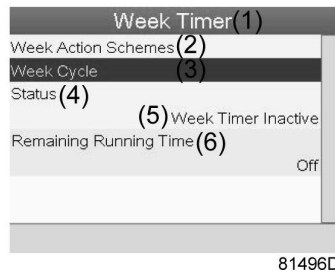 Week Timer(1)
Week Action Schemes(2)
Week Cycle (3)
Status(4)
(5)Week Timer Inactive
Remaining Running Time(6)
Off
81496D